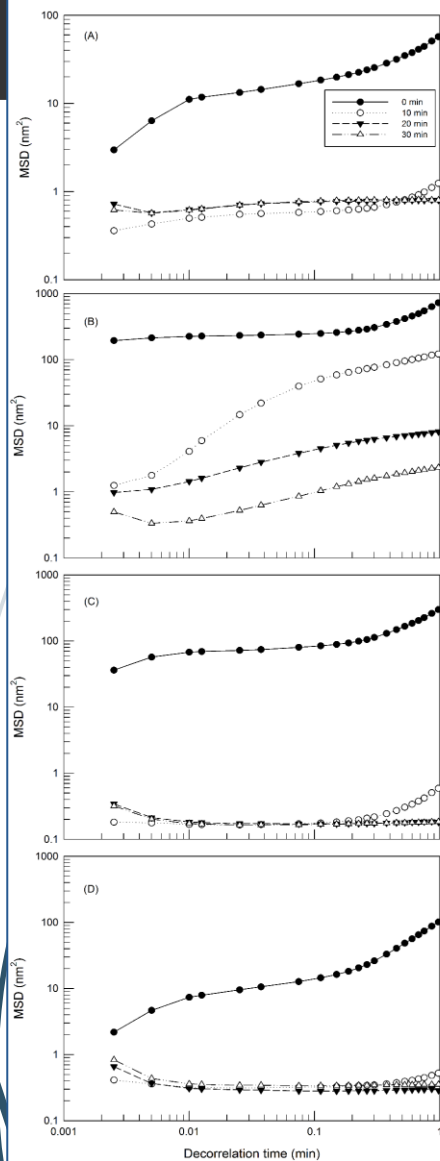 100
(A)
10
0 min
10 min
20 min
30 min
MSD (nm²)
1
0.1
1000
(B)
100
MSD (nm²)
10
1
0.1
1000
(C)
100
MSD (nm²)
10
1
0.1
1000
(D)
100
MSD (nm²)
10
1
0.1
0.001 0.01 0.1 1
Decorrelation time (min)